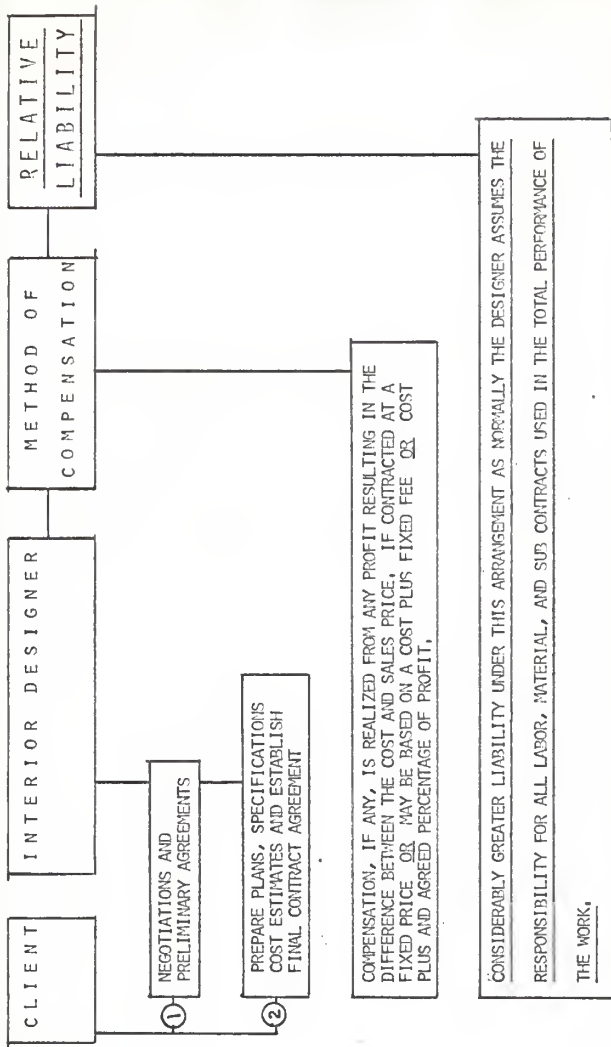 CLIENT
INTERIOR DESIGNER
METHOD OF
COMPENSATION
RELATIVE
LIABILITY
1
NEGOTIATIONS AND
PRELIMINARY AGREEMENTS
2
PREPARE PLANS, SPECIFICATIONS
COST ESTIMATES AND ESTABLISH
FINAL CONTRACT AGREEMENT
COMPENSATION, IF ANY, IS REALIZED FROM ANY PROFIT RESULTING IN THE
DIFFERENCE BETWEEN THE COST AND SALES PRICE, IF CONTRACTED AT A
FIXED PRICE OR MAY BE BASED ON A COST PLUS FIXED FEE OR COST
PLUS AND AGREED PERCENTAGE OF PROFIT.
CONSIDERABLY GREATER LIABILITY UNDER THIS ARRANGEMENT AS NORMALLY THE DESIGNER ASSUMES THE
RESPONSIBILITY FOR ALL LABOR, MATERIAL, AND SUB CONTRACTS USED IN THE TOTAL PERFORMANCE OF
THE WORK.